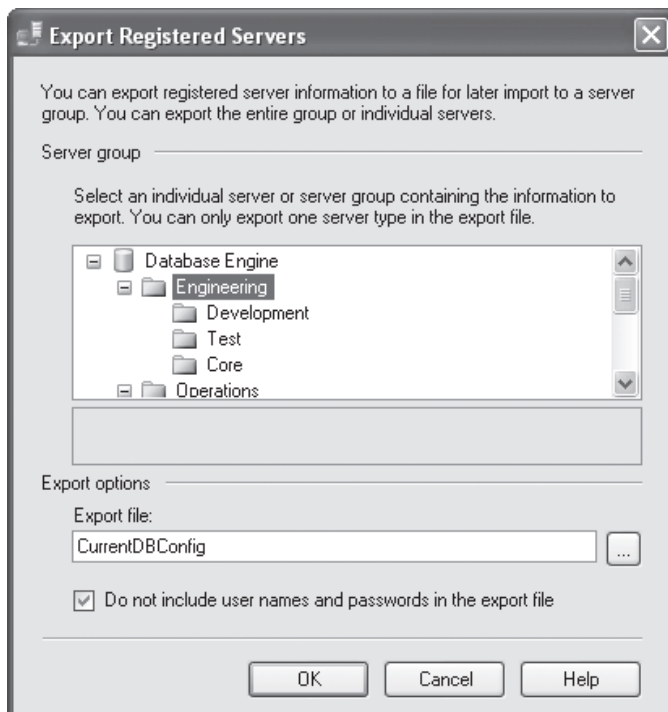 Export Registered Servers
You can export registered server information to a file for later import to a server
group. You can export the entire group or individual servers.
Server group
Select an individual server or server group containing the information to
export. You can only export one server type in the export file.
Database Engine
Engineering
Development
Test
Core
Operations
Export options
Export file:
CurrentDBConfig
...
Do not include user names and passwords in the export file
OK
Cancel
Help